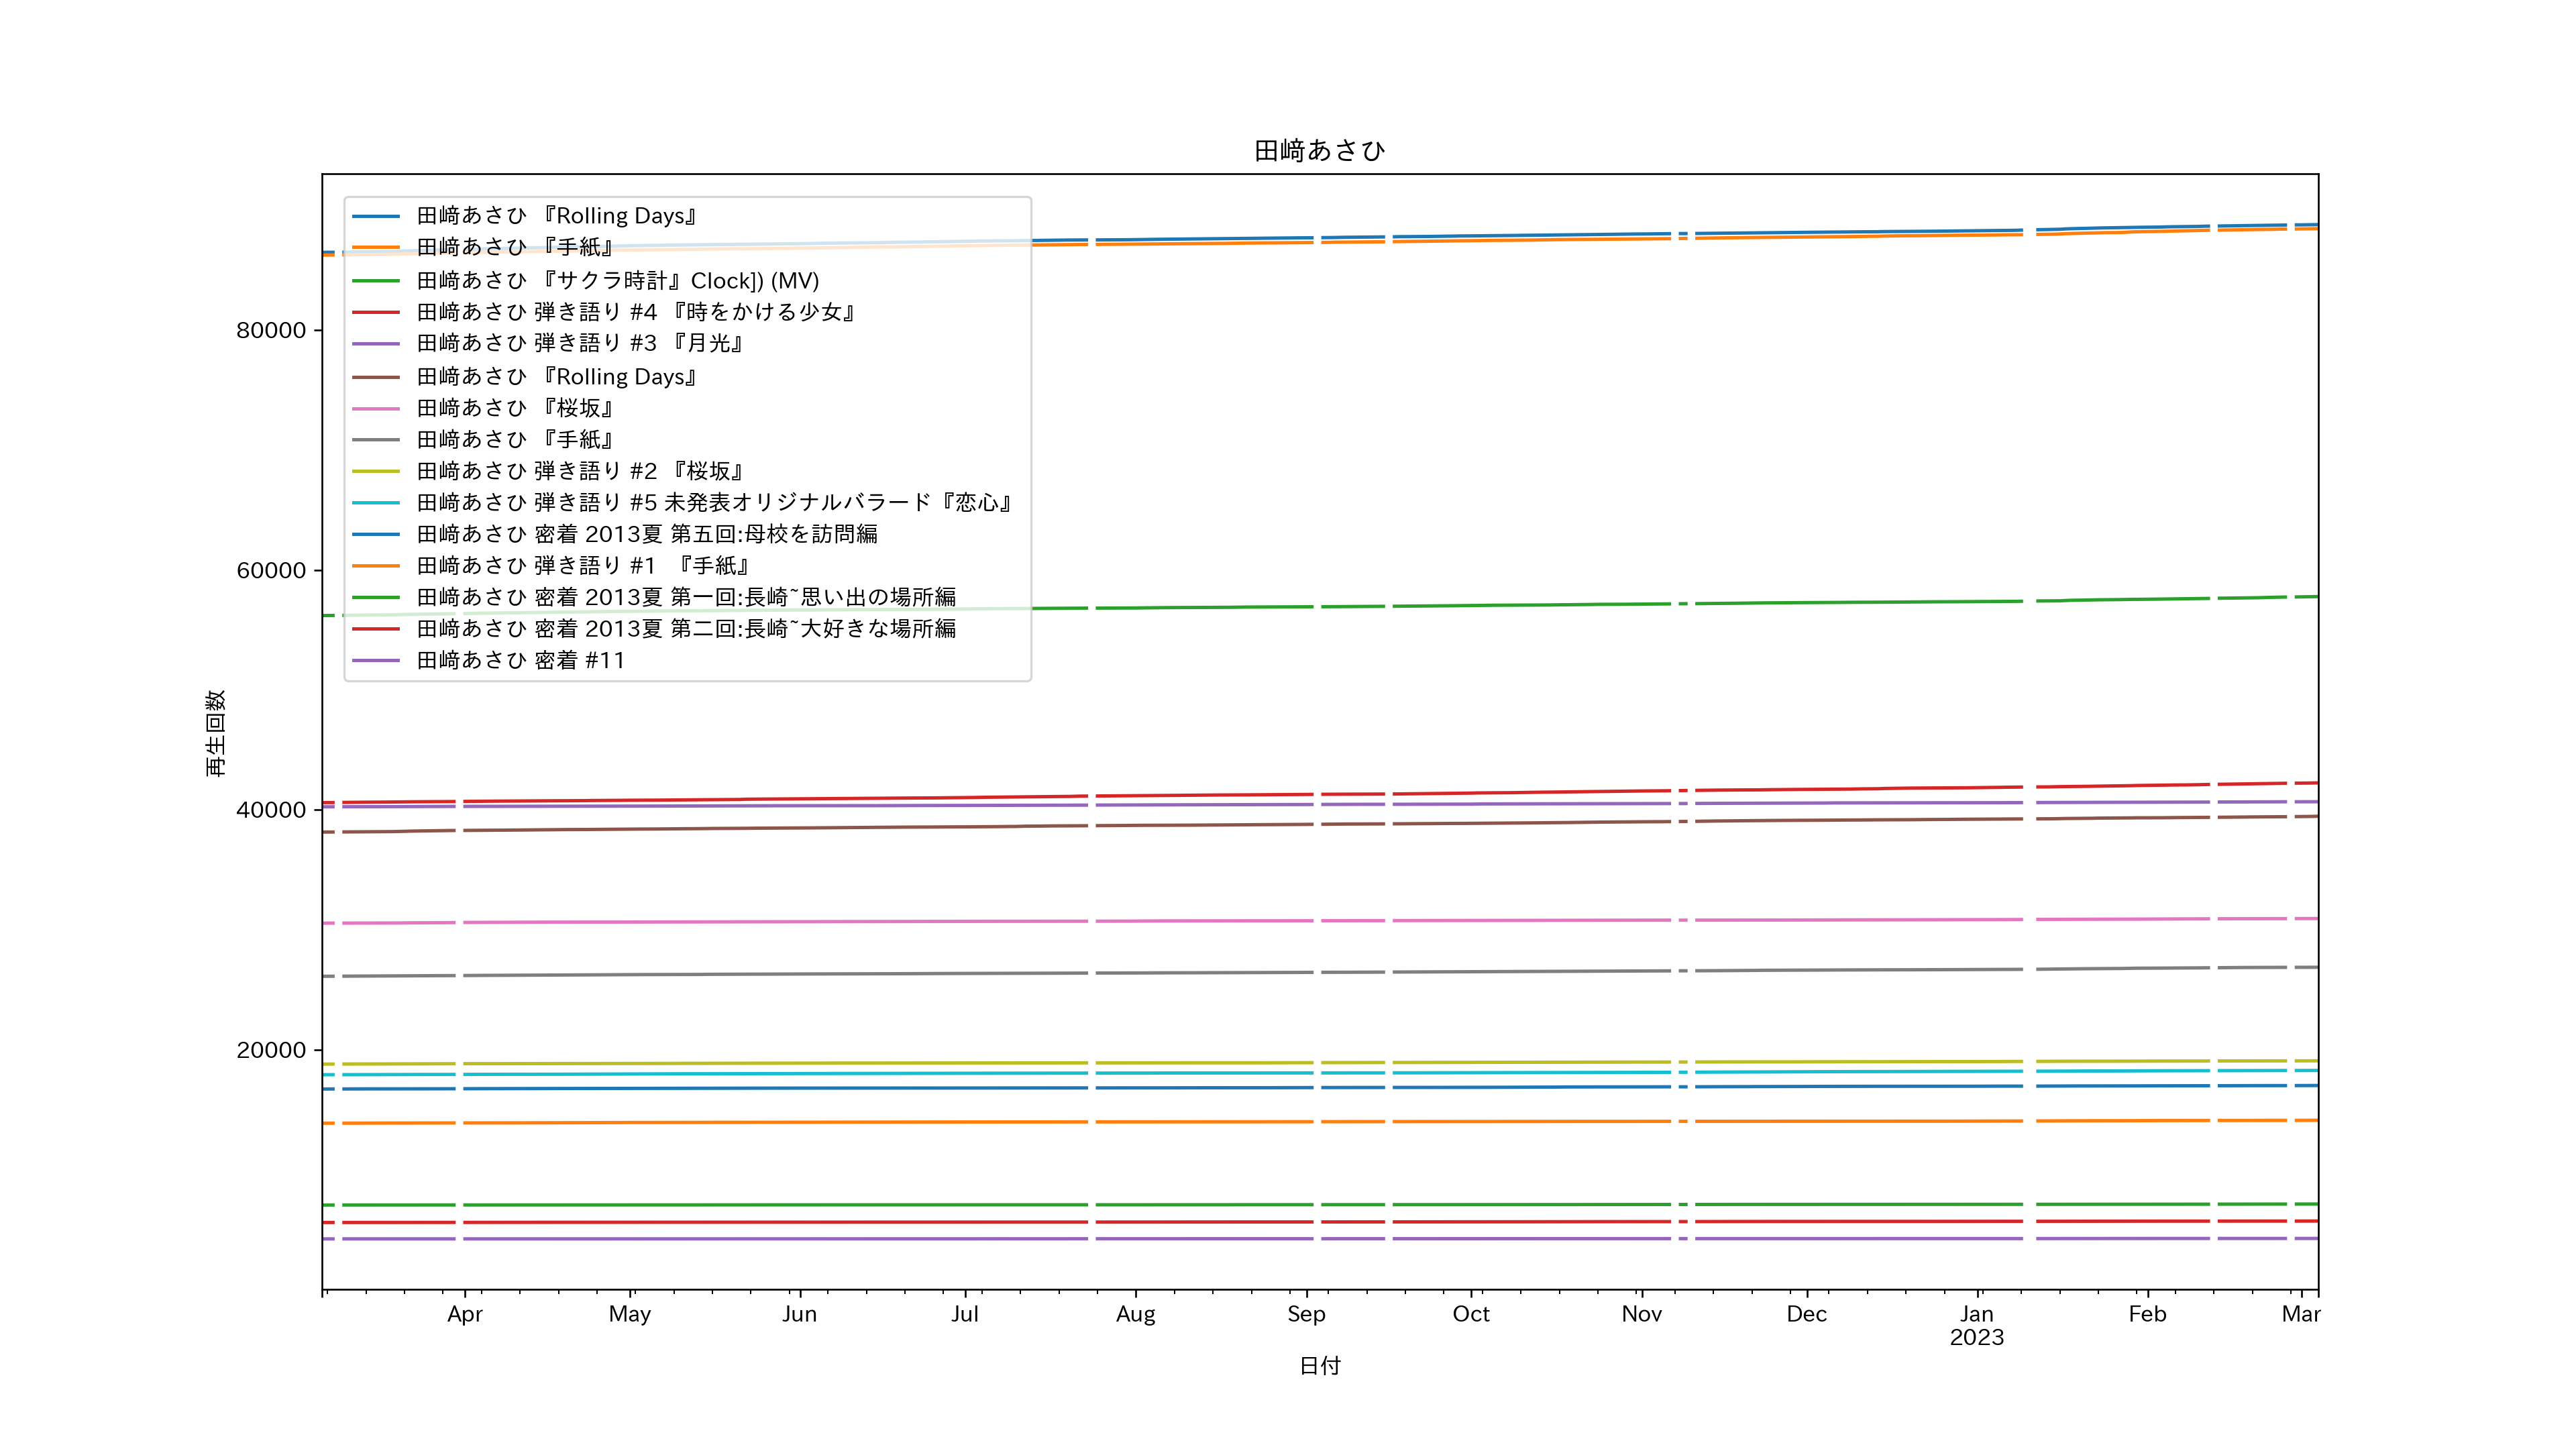 田﨑あさひ
田﨑あさひ 『Rolling Days』
田﨑あさひ 『手紙』
田﨑あさひ 『サクラ時計』Clock]) (MV)
田﨑あさひ 弾き語り #4 『時をかける少女』
田﨑あさひ 弾き語り #3 『月光』
田﨑あさひ 『Rolling Days』
田﨑あさひ 『桜坂』
田﨑あさひ 『手紙』
田﨑あさひ 弾き語り #2 『桜坂』
田﨑あさひ 弾き語り #5 未発表オリジナルバラード『恋心』
田﨑あさひ 密着 2013夏 第五回:母校を訪問編
田﨑あさひ 弾き語り #1 『手紙』
田﨑あさひ 密着 2013夏 第一回:長崎~思い出の場所編
田﨑あさひ 密着 2013夏 第二回:長崎~大好きな場所編
田﨑あさひ 密着 #11
80000
60000
40000
20000
再生回数
Apr May Jun Jul Aug Sep Oct Nov Dec Jan Feb Mar
2023
日付